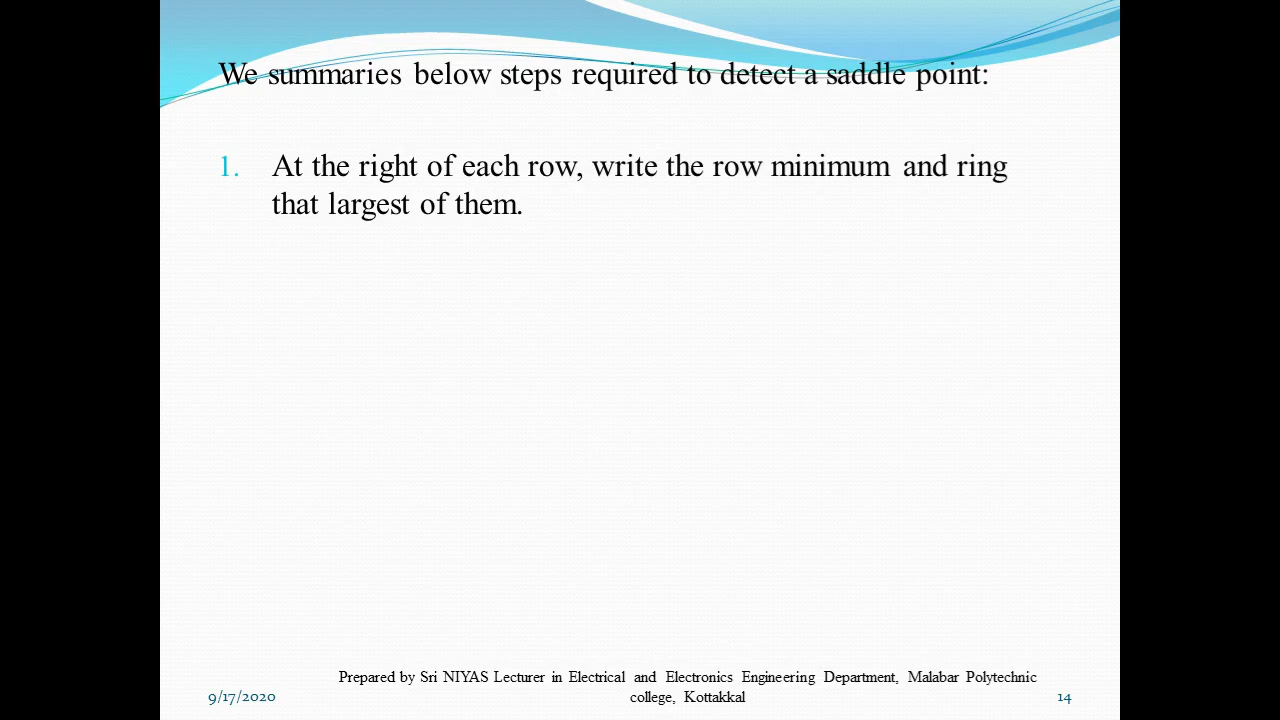 We summaries below steps required to detect a saddle point:
1. At the right of each row, write the row minimum and ring
that largest of them.
Prepared by Sri NIYAS Lecturer in Electrical and Electronics Engineering Department, Malabar Polytechnic
9/17/2020 college, Kottakkal 14